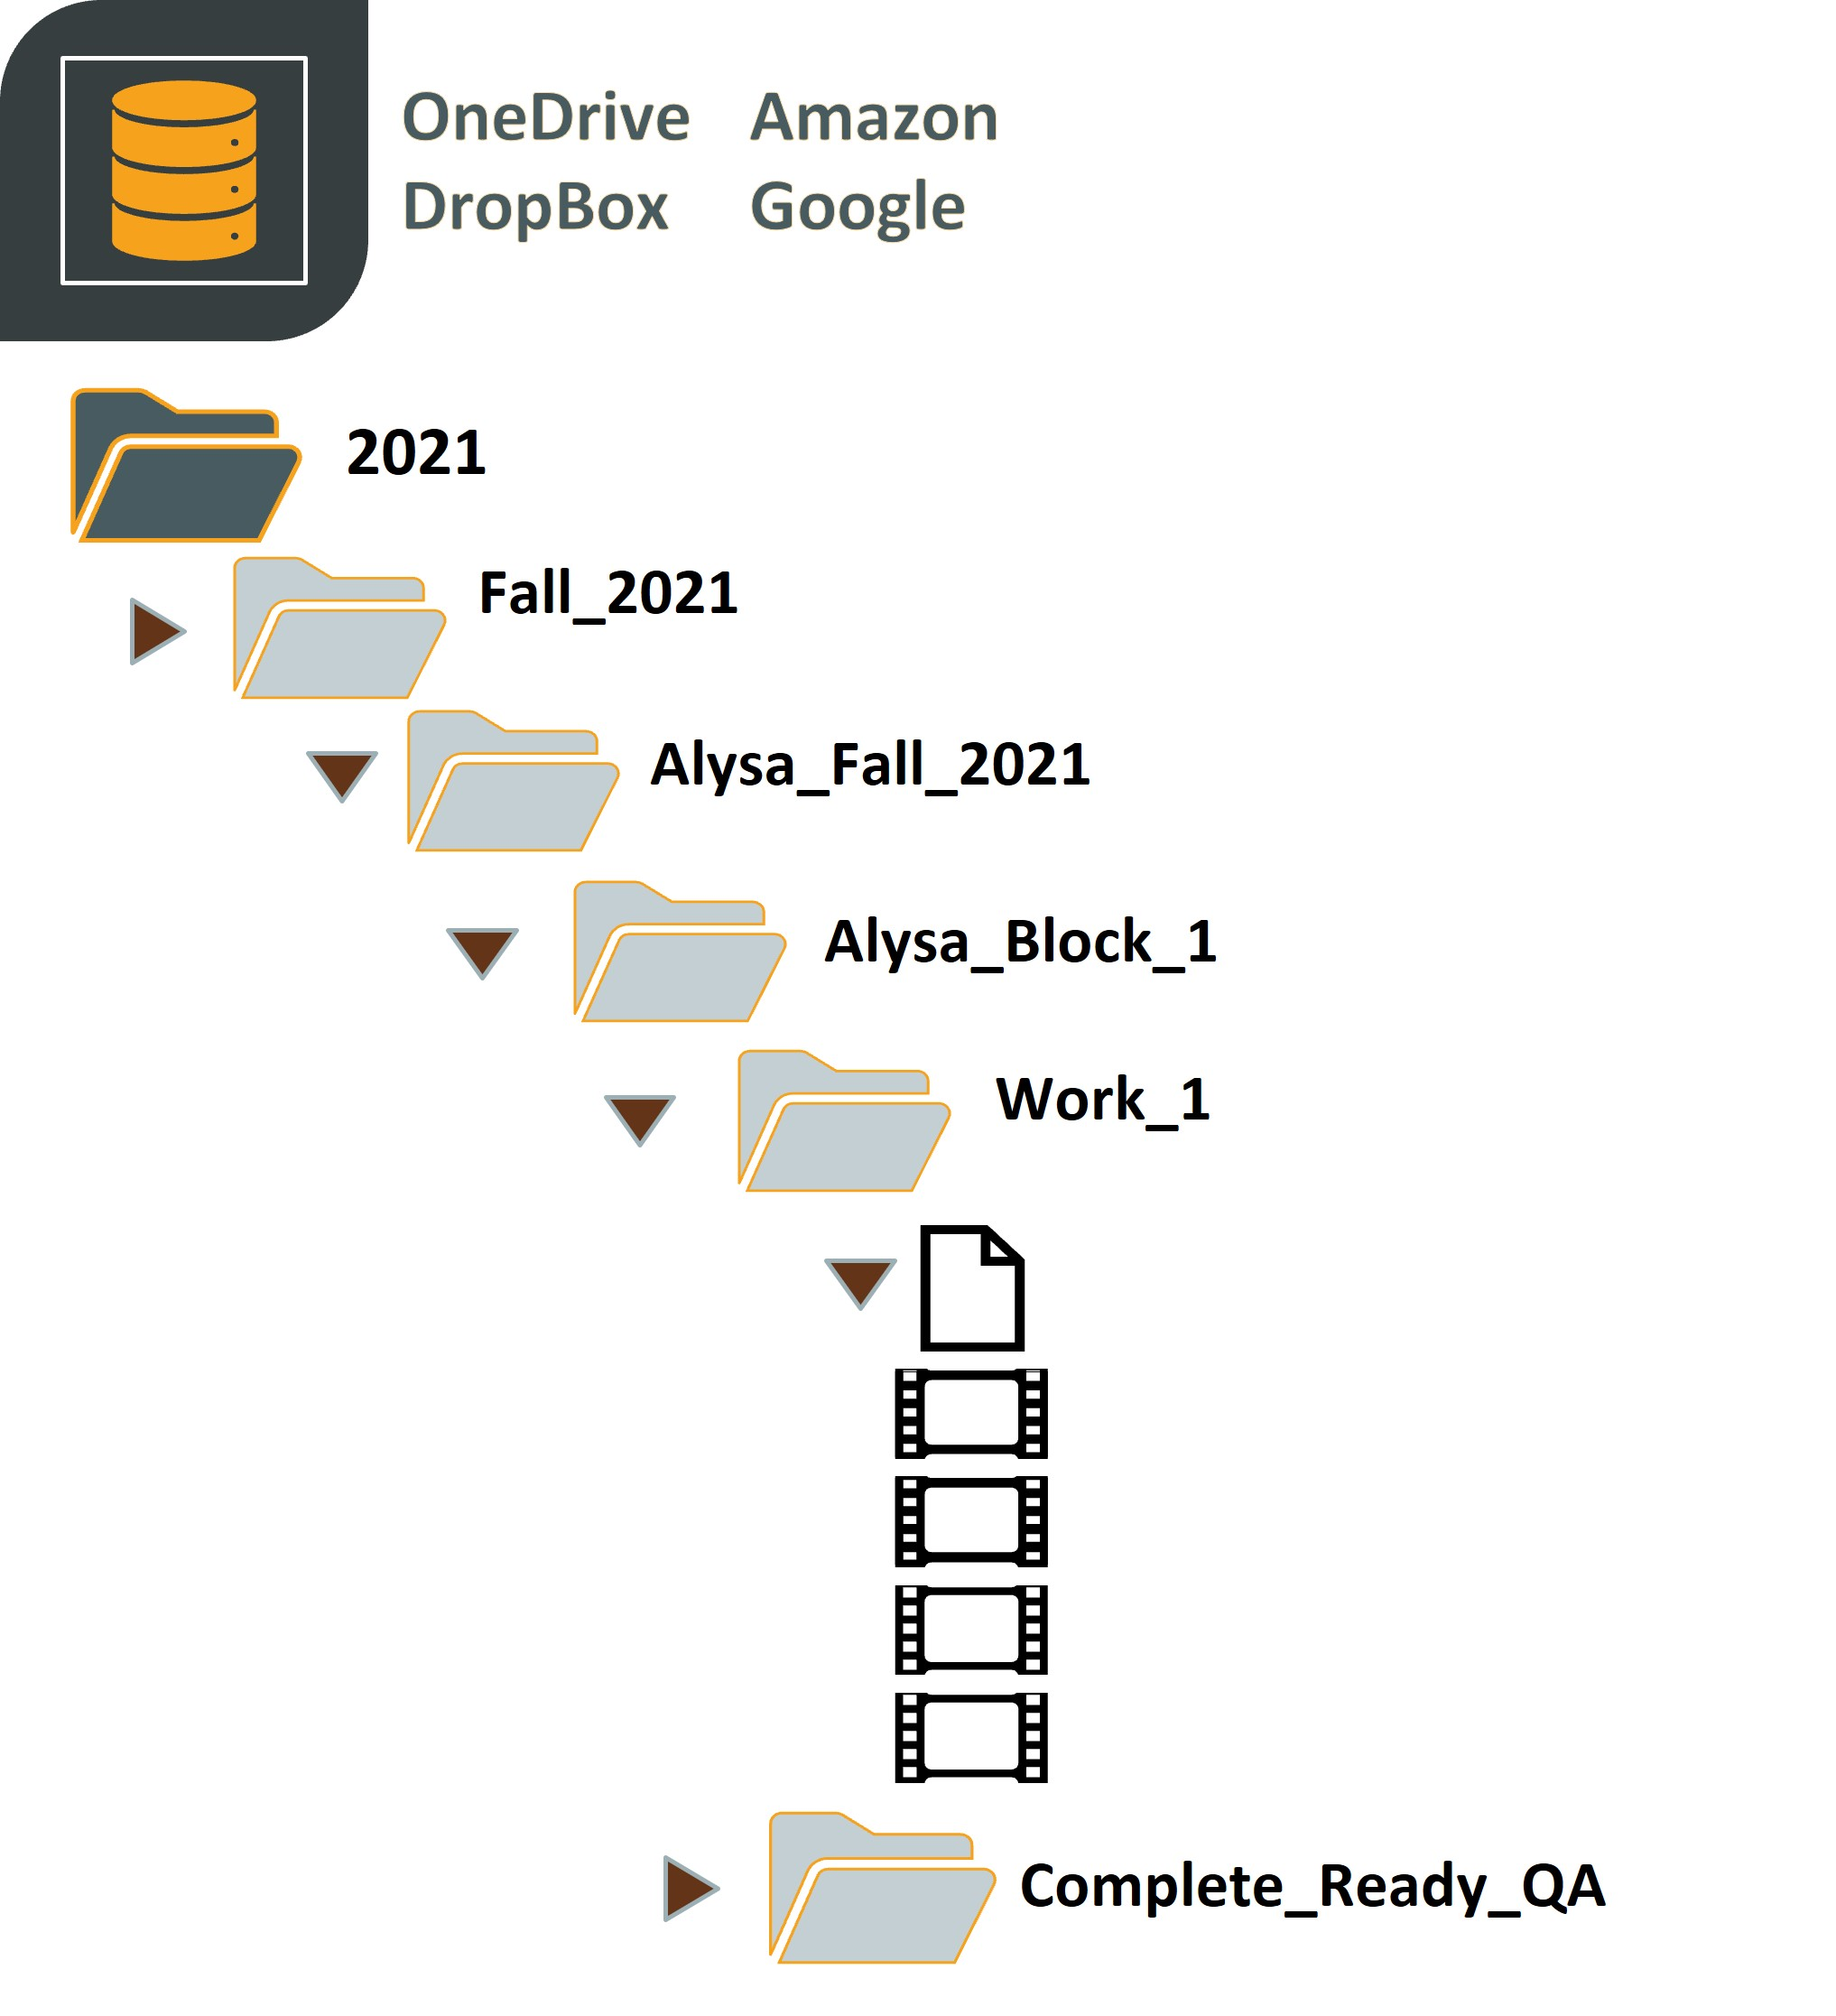 OneDrive Amazon
DropBox Google
2021
Fall_2021
Alysa_Fall_2021
Alysa_Block_1
Work_1
Complete_Ready_QA